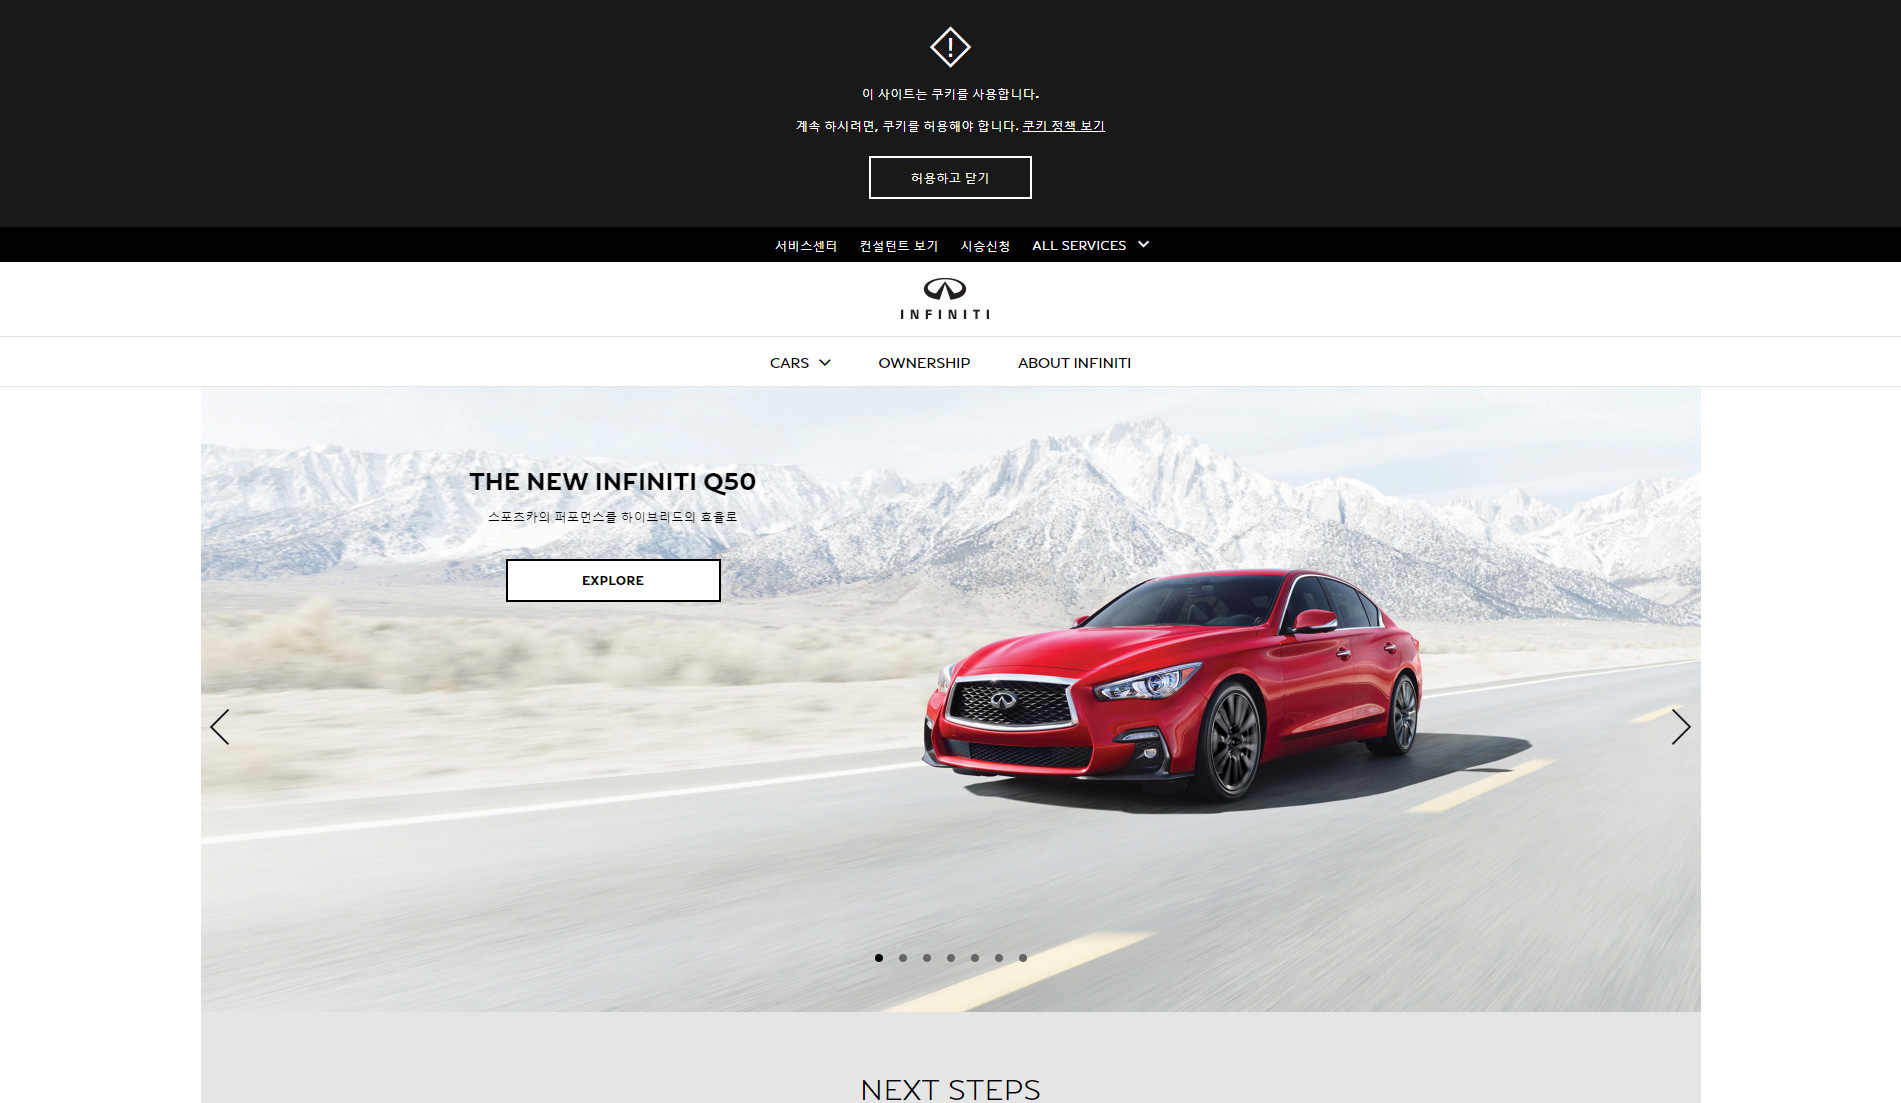 이 사이트는 쿠키를 사용합니다.
계속 하시려면, 쿠키를 허용해야 합니다. 쿠키 정책 보기
허용하고 닫기
서비스센터 컨설턴트 보기 시승신청 ALL SERVICES
INFINITI
CARS OWNERSHIP ABOUT INFINITI
THE NEW INFINITI Q50
스포츠카의 퍼포먼스를 하이브리드의 효율로
EXPLORE
NEXT STEPS